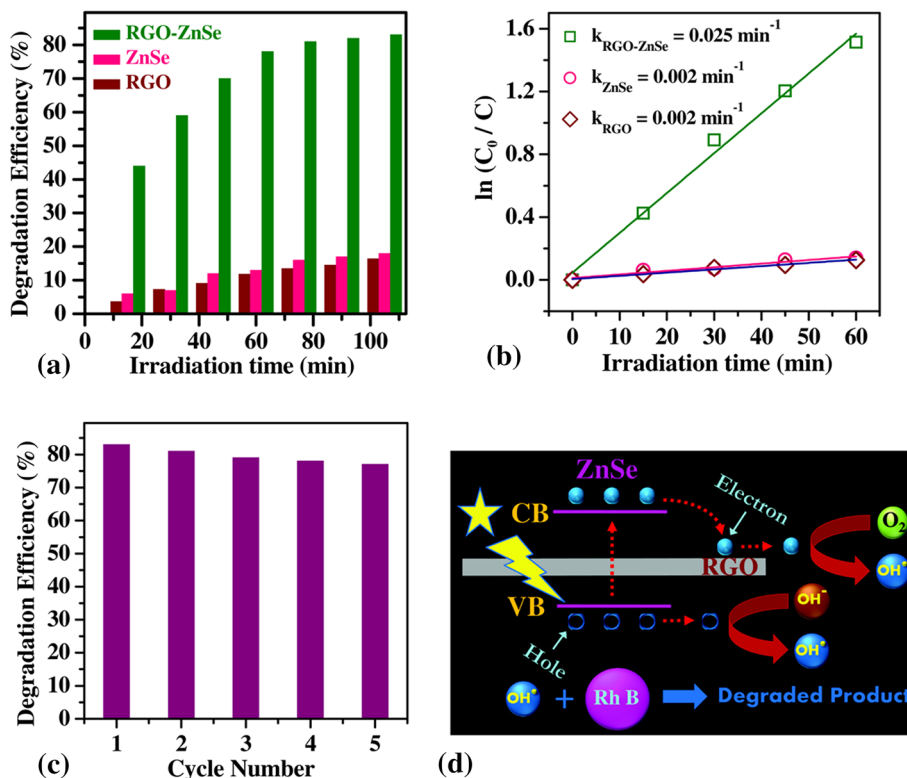 RGO-ZnSe
ZnSe
RGO
Degradation Efficiency (%)
80
70
60
50
40
30
20
10
0
0 20 40 60 80 100
Irradiation time (min)
(a)
k_RGO-ZnSe = 0.025 min⁻¹
k_ZnSe = 0.002 min⁻¹
k_RGO = 0.002 min⁻¹
ln (C₀ / C)
1.6
1.2
0.8
0.4
0.0
0 10 20 30 40 50 60
Irradiation time (min)
(b)
Degradation Efficiency (%)
80
70
60
50
40
30
20
10
0
1 2 3 4 5
Cycle Number
(c)
ZnSe
Electron
CB
O₂
RGO
OH•
VB
OH⁻
Hole
OH•
OH• + Rh B Degraded Product
(d)